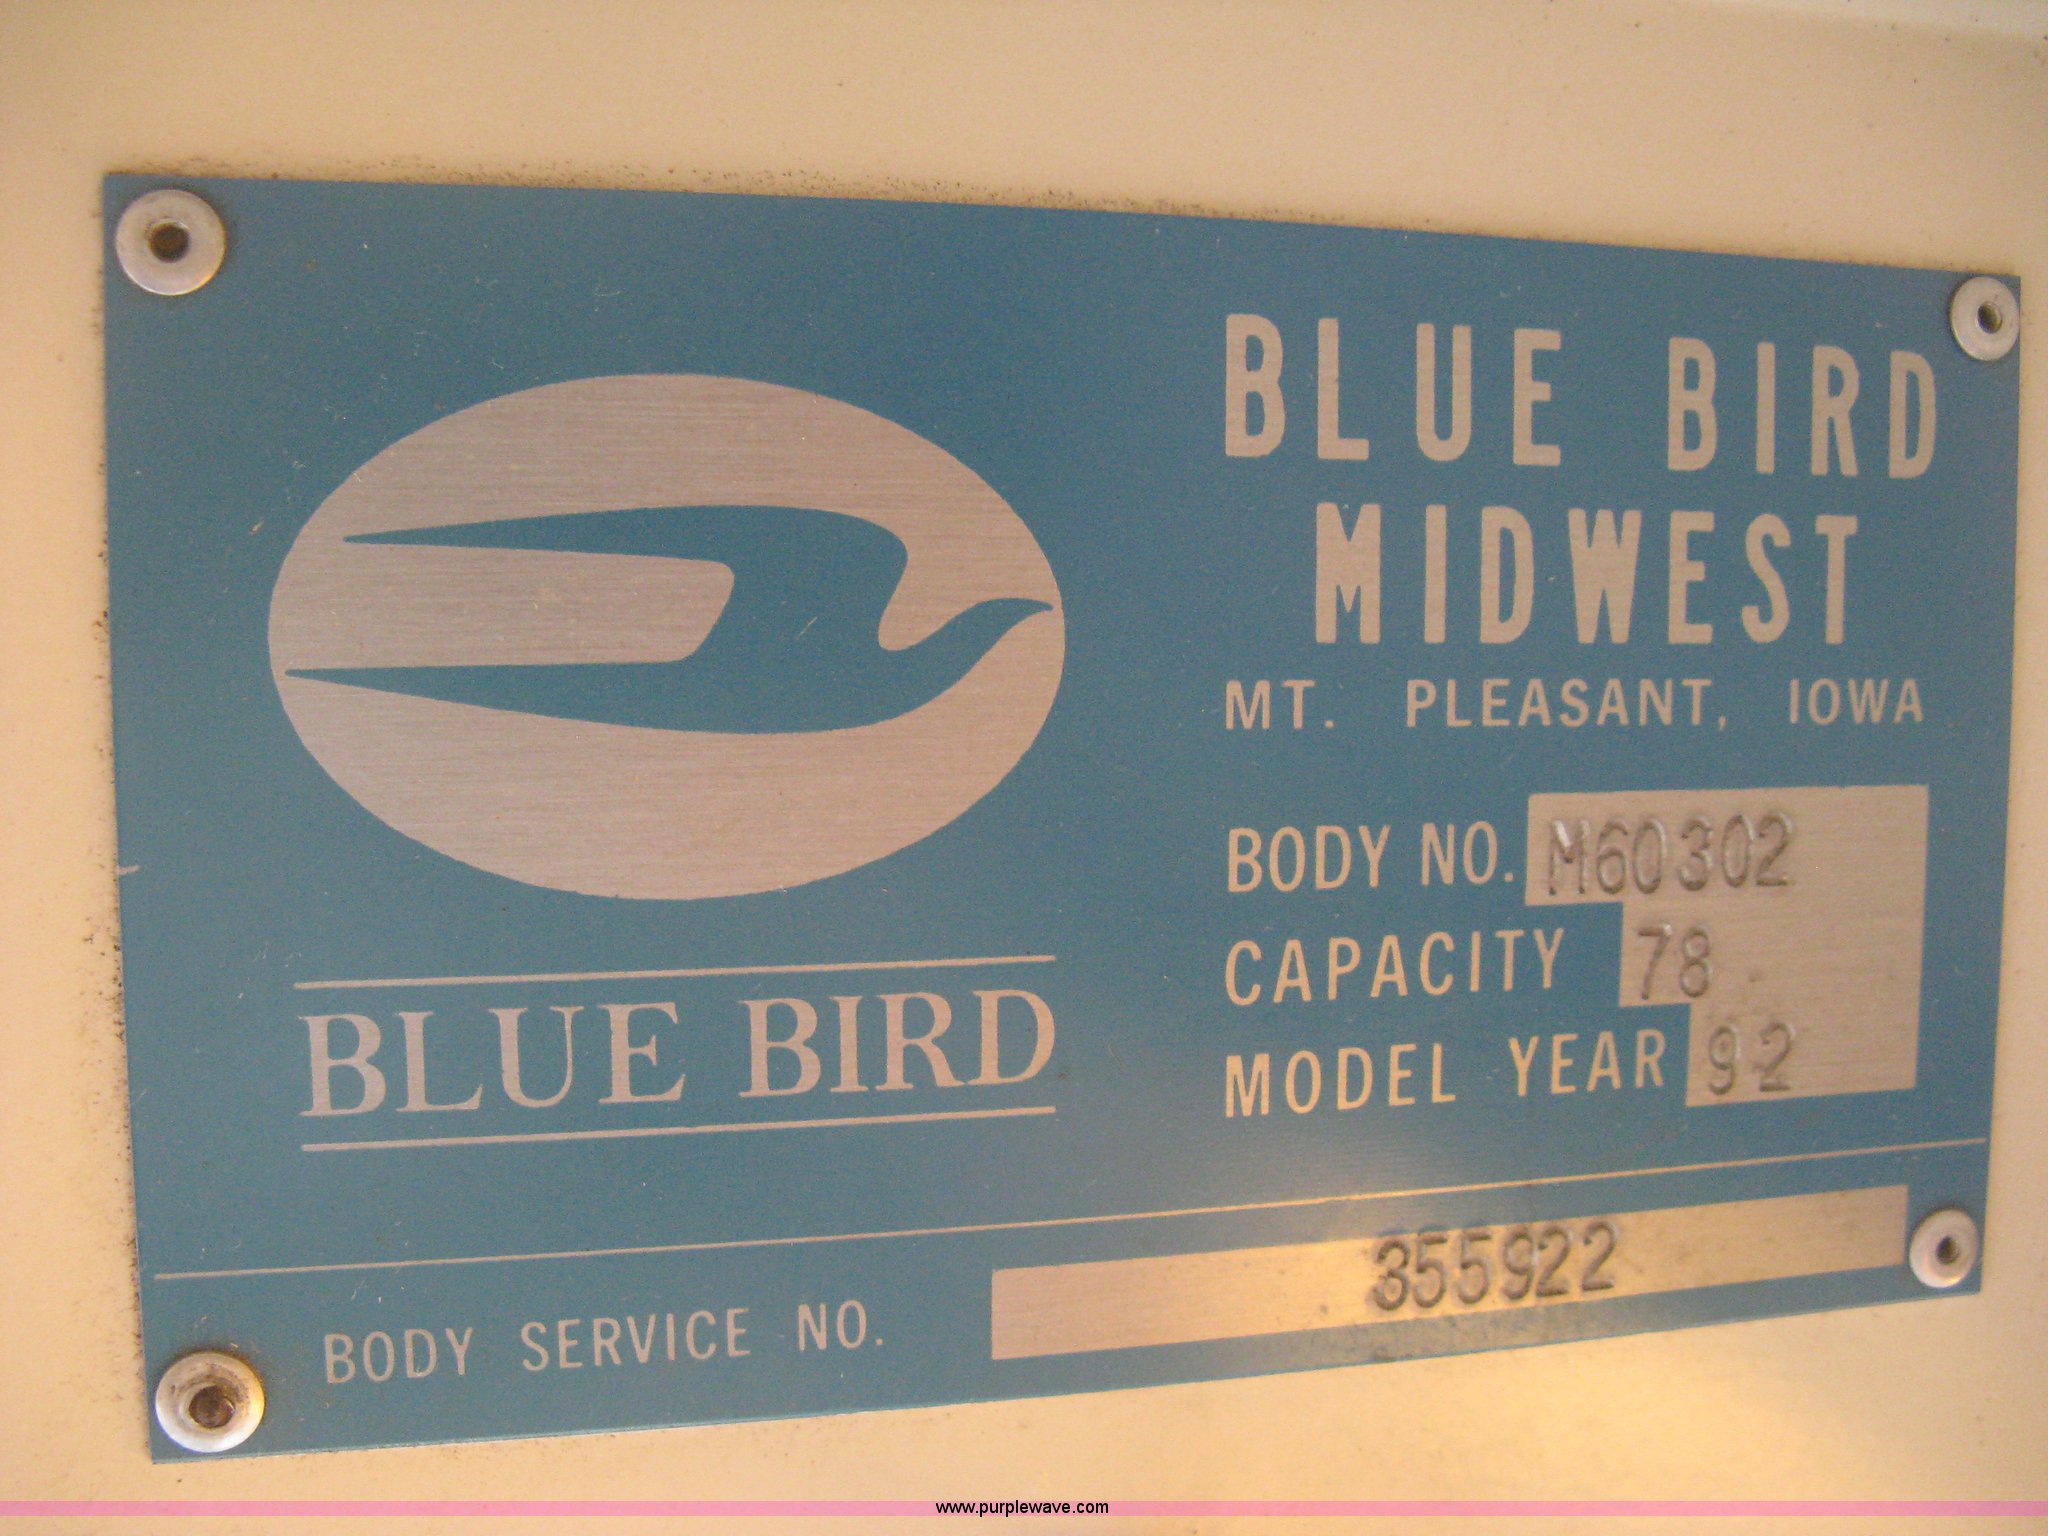 BLUE BIRD
MIDWEST
MT. PLEASANT, IOWA
BODY NO. M60302
CAPACITY 78
MODEL YEAR 92
BLUE BIRD
BODY SERVICE NO. 355922
www.purplewave.com